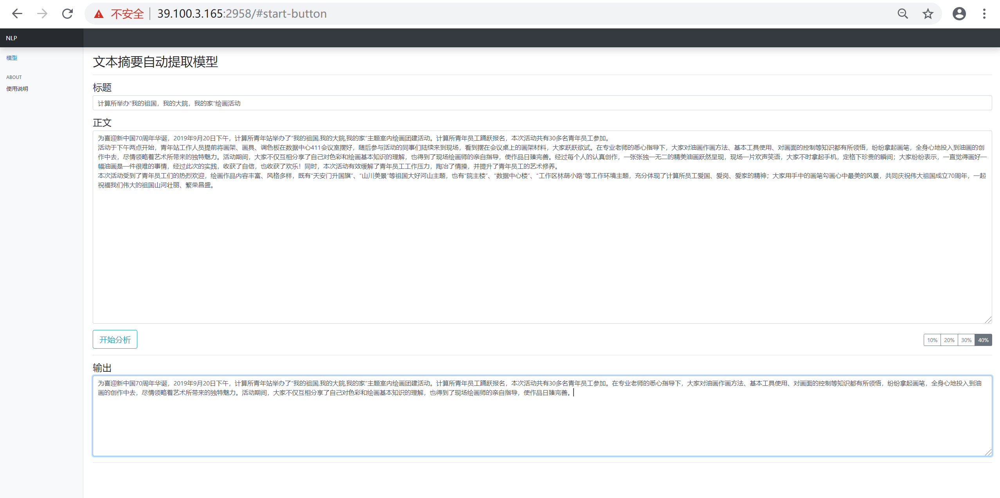 不安全 39.100.3.165:2958/#start-button
NLP
模型
ABOUT
使用说明
文本摘要自动提取模型
标题
计算所举办“我的祖国，我的大院，我的家”绘画活动
正文
为喜迎新中国70周年华诞，2019年9月20日下午，计算所青年站举办了“我的祖国,我的大院,我的家”主题室内绘画团建活动。计算所青年员工踊跃报名，本次活动共有30多名青年员工参加。
活动于下午两点开始，青年站工作人员提前将画架、画具、调色板在数据中心411会议室摆好，随后参与活动的同事们陆续来到现场，看到摆在会议桌上的画架材料，大家跃跃欲试。在专业老师的悉心指导下，大家对油画作画方法、基本工具使用、对画面的控制等知识都有所领悟，纷纷拿起画笔，全身心地投入到油画的创
作中去，尽情领略着艺术所带来的独特魅力。活动期间，大家不仅互相分享了自己对色彩和绘画基本知识的理解，也得到了现场绘画师的亲自指导，使作品日臻完善。经过每个人的认真创作，一张张独一无二的精美油画跃然呈现，现场一片欢声笑语，大家不时拿起手机，定格下珍贵的瞬间；大家纷纷表示，一直觉得画好一
幅油画是一件很难的事情，经过此次的实践，收获了自信，也收获了欢乐！同时，本次活动有效缓解了青年员工工作压力，陶冶了情操，并提升了青年员工的艺术修养。
本次活动受到了青年员工们的热烈欢迎，绘画作品内容丰富、风格多样，既有“天安门升国旗”、“山川美景”等祖国大好河山主题，也有“院主楼”、“数据中心楼”、“工作区林荫小路”等工作环境主题，充分体现了计算所员工爱国、爱岗、爱家的精神；大家用手中的画笔勾画心中最美的风景，共同庆祝伟大祖国成立70周年，一起
祝福我们伟大的祖国山河壮丽、繁荣昌盛。
开始分析
10% 20% 30% 40%
输出
为喜迎新中国70周年华诞，2019年9月20日下午，计算所青年站举办了“我的祖国,我的大院,我的家”主题室内绘画团建活动。计算所青年员工踊跃报名，本次活动共有30多名青年员工参加。在专业老师的悉心指导下，大家对油画作画方法、基本工具使用、对画面的控制等知识都有所领悟，纷纷拿起画笔，全身心地投入到油
画的创作中去，尽情领略着艺术所带来的独特魅力。活动期间，大家不仅互相分享了自己对色彩和绘画基本知识的理解，也得到了现场绘画师的亲自指导，使作品日臻完善。